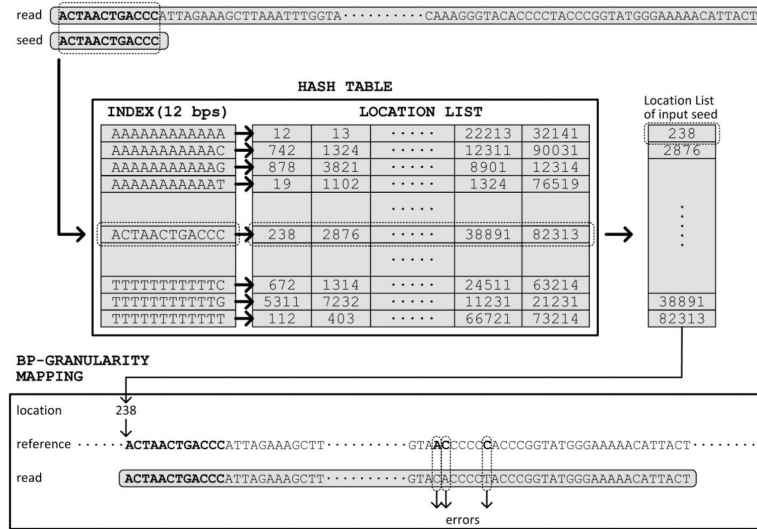 read ACTAACTGACCCATTAGAAAGCTTAAATTTGGTA··········CAAAGGGTACACCCCTACCCGGTATGGGAAAAACATTACT
seed ACTAACTGACCC
HASH TABLE
INDEX(12 bps) LOCATION LIST
Location List
of input seed
AAAAAAAAAAAA 12 13 ····· 22213 32141
AAAAAAAAAAAC 742 1324 ····· 12311 90031
AAAAAAAAAAAG 878 3821 ····· 8901 12314
AAAAAAAAAAAT 19 1102 ····· 1324 76519
·····
ACTAACTGACCC 238 2876 ····· 38891 82313
·····
TTTTTTTTTTTC 672 1314 ····· 24511 63214
TTTTTTTTTTTG 5311 7232 ····· 11231 21231
TTTTTTTTTTTT 112 403 ····· 66721 73214
238
2876
38891
82313
BP-GRANULARITY
MAPPING
location 238
reference ······ACTAACTGACCCATTAGAAAGCTT·········GTAACCCCCCACCCGGTATGGGAAAAACATTACT······
read ACTAACTGACCCATTAGAAAGCTT·········GTACACCCCTACCCGGTATGGGAAAAACATTACT
errors